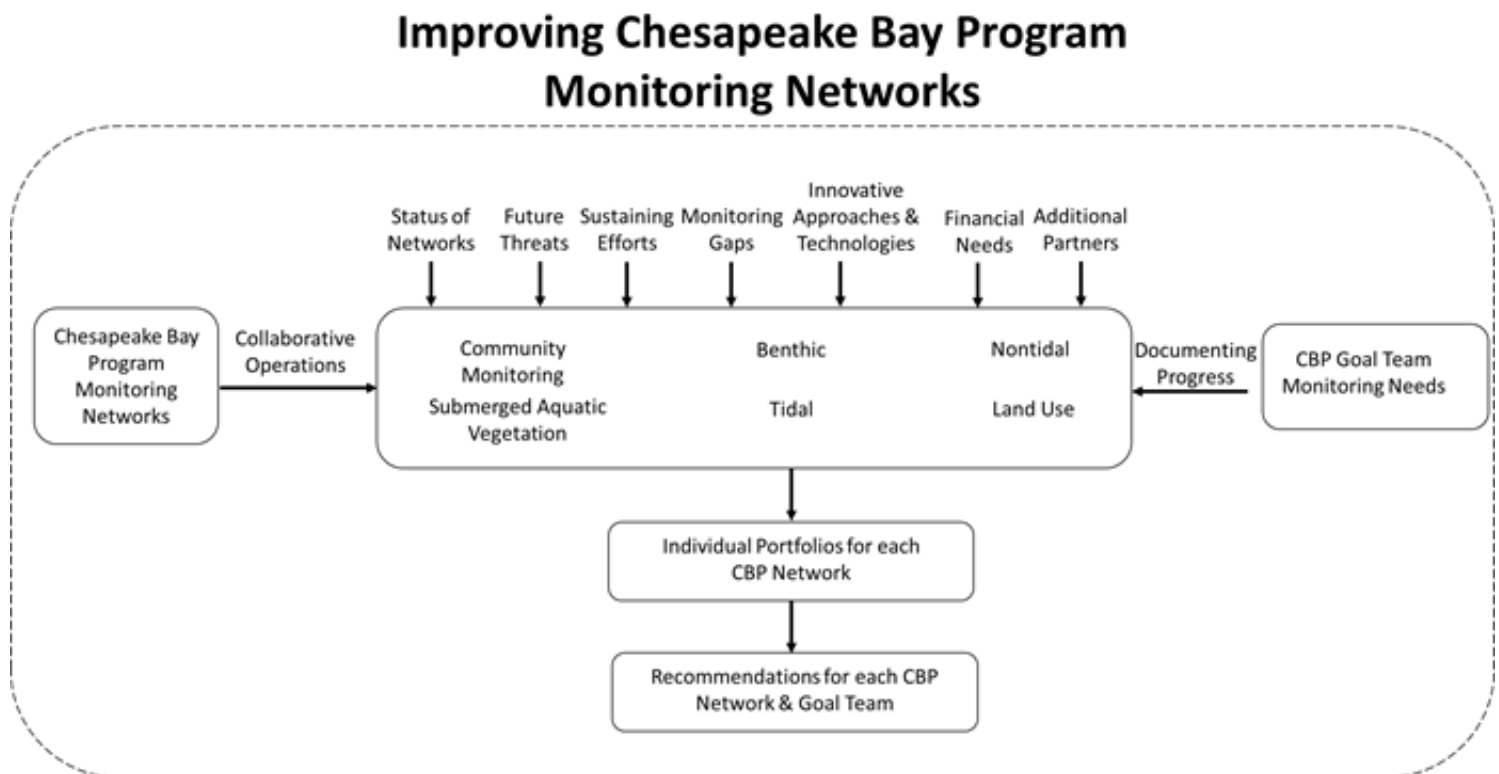 Improving Chesapeake Bay Program
Monitoring Networks
Status of
Networks
Future
Threats
Sustaining
Efforts
Monitoring
Gaps
Innovative
Approaches &
Technologies
Financial
Needs
Additional
Partners
Chesapeake Bay
Program
Monitoring
Networks
Collaborative
Operations
Community
Monitoring
Benthic
Nontidal
Submerged Aquatic
Vegetation
Tidal
Land Use
Documenting
Progress
CBP Goal Team
Monitoring Needs
Individual Portfolios for each
CBP Network
Recommendations for each CBP
Network & Goal Team